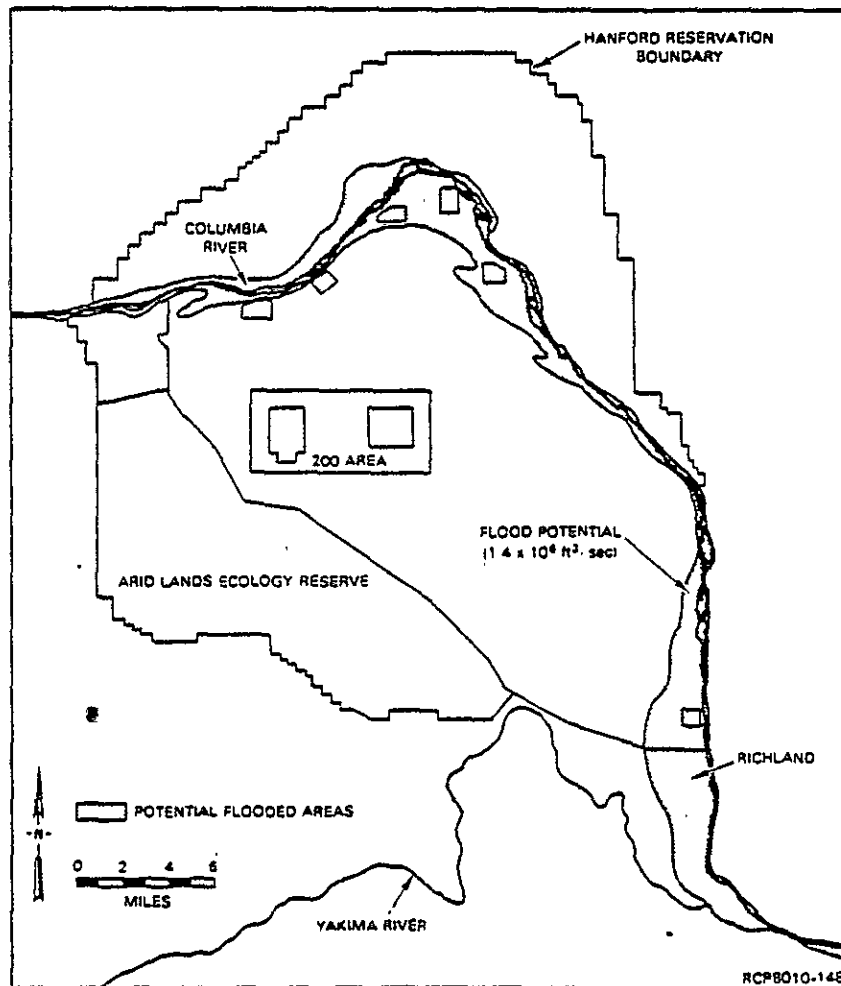 HANFORD RESERVATION
BOUNDARY
COLUMBIA
RIVER
200 AREA
FLOOD POTENTIAL
(1.4 x 10⁶ ft³, sec)
ARID LANDS ECOLOGY RESERVE
RICHLAND
-N-
POTENTIAL FLOODED AREAS
0 2 4 6
MILES
YAKIMA RIVER
RCP8010-148